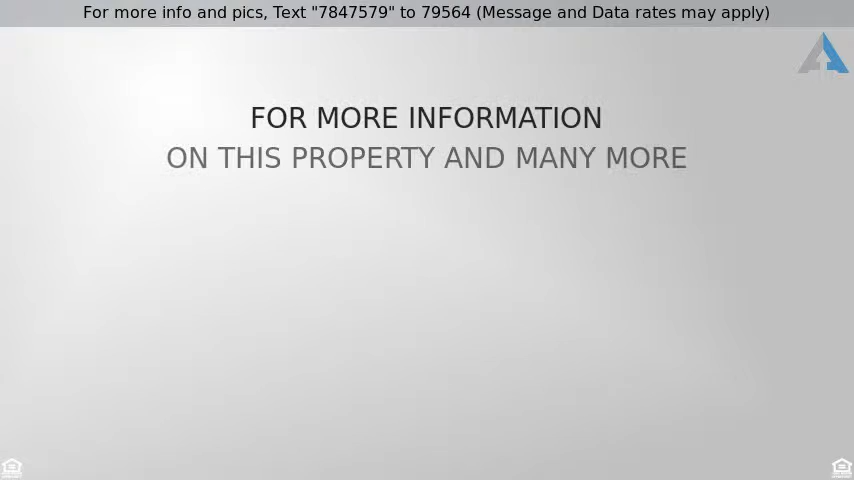 For more info and pics, Text "7847579" to 79564 (Message and Data rates may apply)
FOR MORE INFORMATION
ON THIS PROPERTY AND MANY MORE